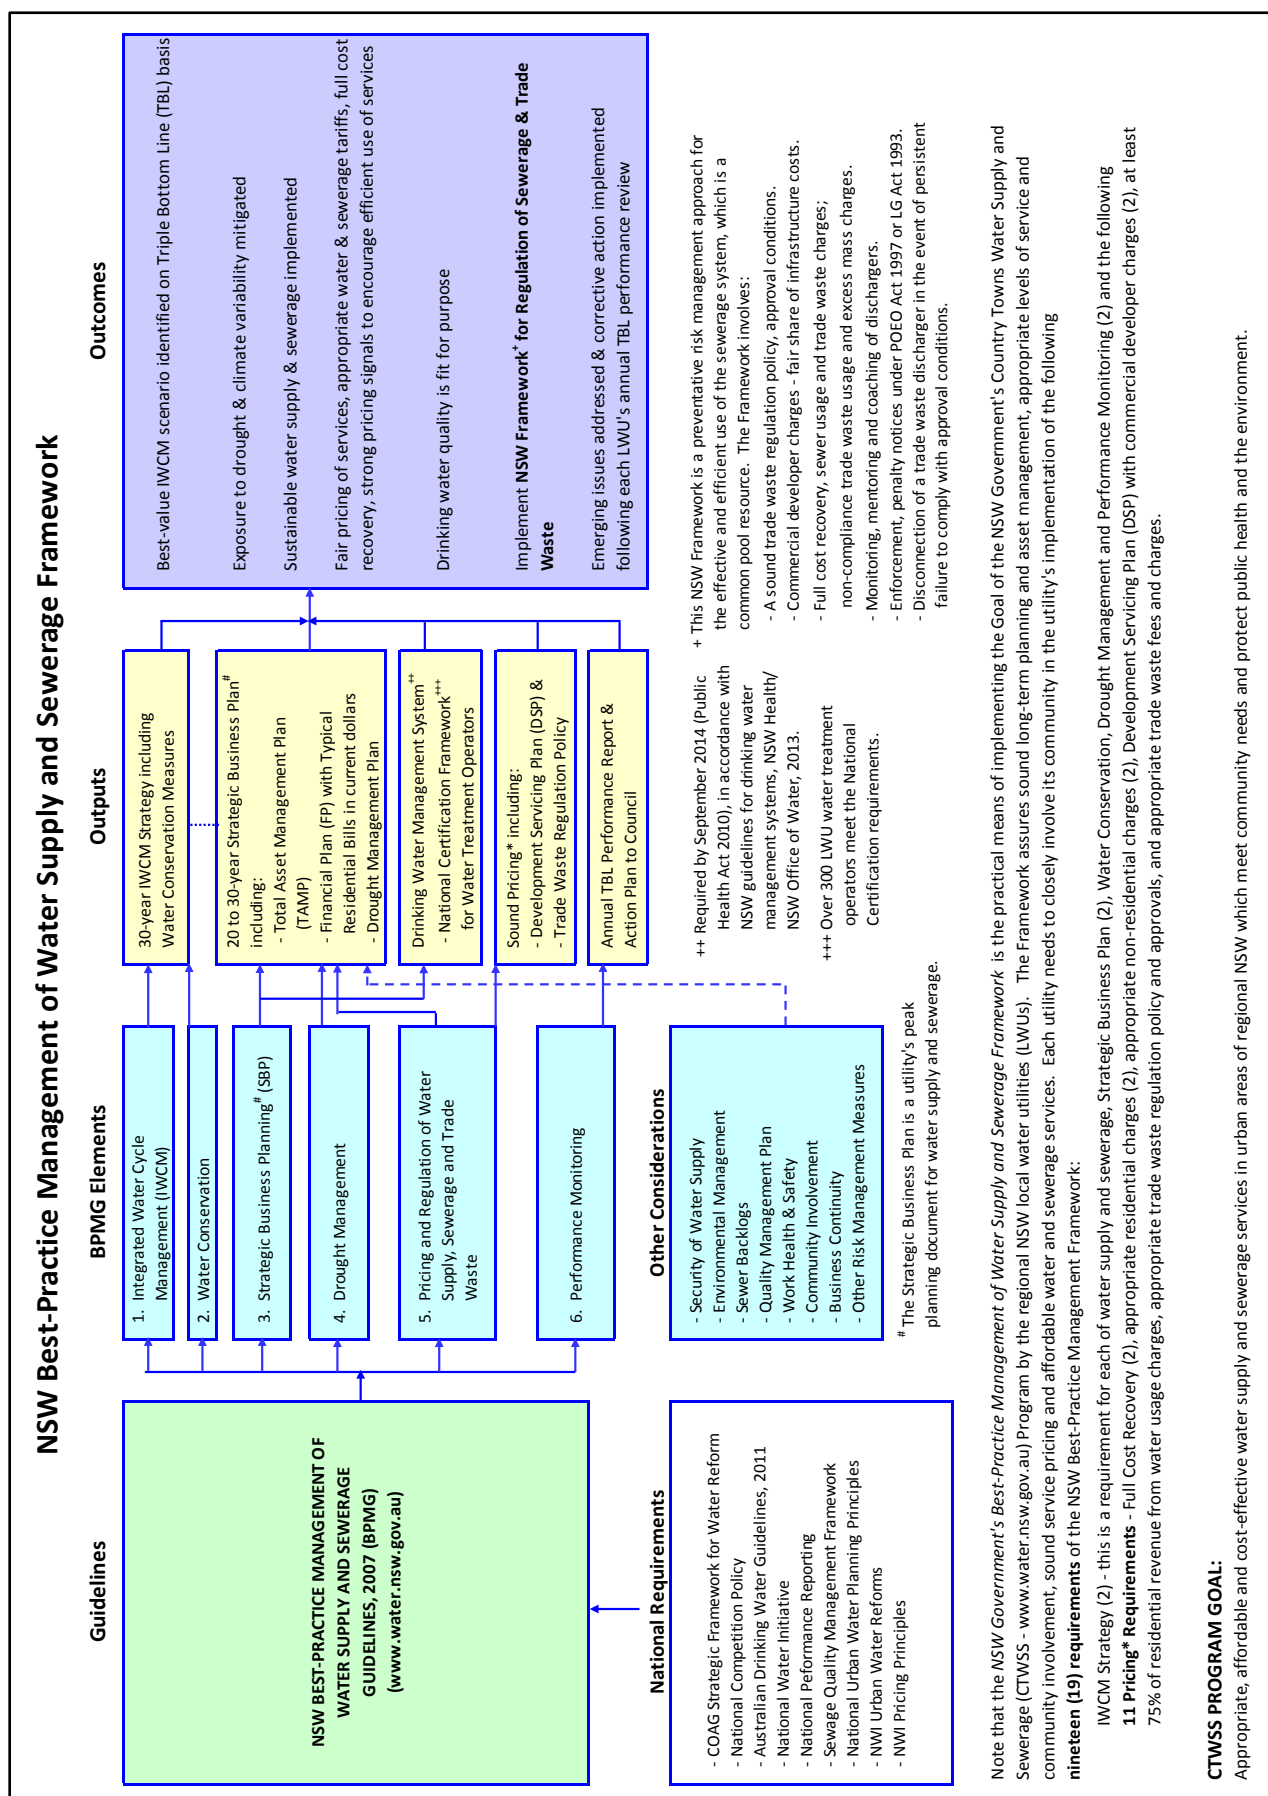 NSW Best-Practice Management of Water Supply and Sewerage Framework
Guidelines
NSW BEST-PRACTICE MANAGEMENT OF
WATER SUPPLY AND SEWERAGE
GUIDELINES, 2007 (BPMG)
(www.water.nsw.gov.au)
National Requirements
- COAG Strategic Framework for Water Reform
- National Competition Policy
- Australian Drinking Water Guidelines, 2011
- National Water Initiative
- National Peformance Reporting
- Sewage Quality Management Framework
- National Urban Water Planning Principles
- NWI Urban Water Reforms
- NWI Pricing Principles
BPMG Elements
1. Integrated Water Cycle
Management (IWCM)
2. Water Conservation
3. Strategic Business Planning# (SBP)
4. Drought Management
5. Pricing and Regulation of Water
Supply, Sewerage and Trade
Waste
6. Performance Monitoring
Other Considerations
- Security of Water Supply
- Environmental Management
- Sewer Backlogs
- Quality Management Plan
- Work Health & Safety
- Community Involvement
- Business Continuity
- Other Risk Management Measures
# The Strategic Business Plan is a utility's peak
planning document for water supply and sewerage.
Outputs
30-year IWCM Strategy including
Water Conservation Measures
20 to 30-year Strategic Business Plan#
including:
- Total Asset Management Plan
(TAMP)
- Financial Plan (FP) with Typical
Residential Bills in current dollars
- Drought Management Plan
Drinking Water Management System++
- National Certification Framework+++
for Water Treatment Operators
Sound Pricing* including:
- Development Servicing Plan (DSP) &
- Trade Waste Regulation Policy
Annual TBL Performance Report &
Action Plan to Council
++ Required by September 2014 (Public
Health Act 2010), in accordance with
NSW guidelines for drinking water
management systems, NSW Health/
NSW Office of Water, 2013.
+++ Over 300 LWU water treatment
operators meet the National
Certification requirements.
Outcomes
Best-value IWCM scenario identified on Triple Bottom Line (TBL) basis
Exposure to drought & climate variability mitigated
Sustainable water supply & sewerage implemented
Fair pricing of services, appropriate water & sewerage tariffs, full cost
recovery, strong pricing signals to encourage efficient use of services
Drinking water quality is fit for purpose
Implement NSW Framework+ for Regulation of Sewerage & Trade
Waste
Emerging issues addressed & corrective action implemented
following each LWU's annual TBL performance review
+ This NSW Framework is a preventative risk management approach for
the effective and efficient use of the sewerage system, which is a
common pool resource. The Framework involves:
- A sound trade waste regulation policy, approval conditions.
- Commercial developer charges - fair share of infrastructure costs.
- Full cost recovery, sewer usage and trade waste charges;
non-compliance trade waste usage and excess mass charges.
- Monitoring, mentoring and coaching of dischargers.
- Enforcement, penalty notices under POEO Act 1997 or LG Act 1993.
- Disconnection of a trade waste discharger in the event of persistent
failure to comply with approval conditions.
Note that the NSW Government's Best-Practice Management of Water Supply and Sewerage Framework is the practical means of implementing the Goal of the NSW Government's Country Towns Water Supply and
Sewerage (CTWSS - www.water.nsw.gov.au) Program by the regional NSW local water utilities (LWUs). The Framework assures sound long-term planning and asset management, appropriate levels of service and
community involvement, sound service pricing and affordable water and sewerage services. Each utility needs to closely involve its community in the utility's implementation of the following
nineteen (19) requirements of the NSW Best-Practice Management Framework:
IWCM Strategy (2) - this is a requirement for each of water supply and sewerage, Strategic Business Plan (2), Water Conservation, Drought Management and Performance Monitoring (2) and the following
11 Pricing* Requirements - Full Cost Recovery (2), appropriate residential charges (2), appropriate non-residential charges (2), Development Servicing Plan (DSP) with commercial developer charges (2), at least
75% of residential revenue from water usage charges, appropriate trade waste regulation policy and approvals, and appropriate trade waste fees and charges.
CTWSS PROGRAM GOAL:
Appropriate, affordable and cost-effective water supply and sewerage services in urban areas of regional NSW which meet community needs and protect public health and the environment.